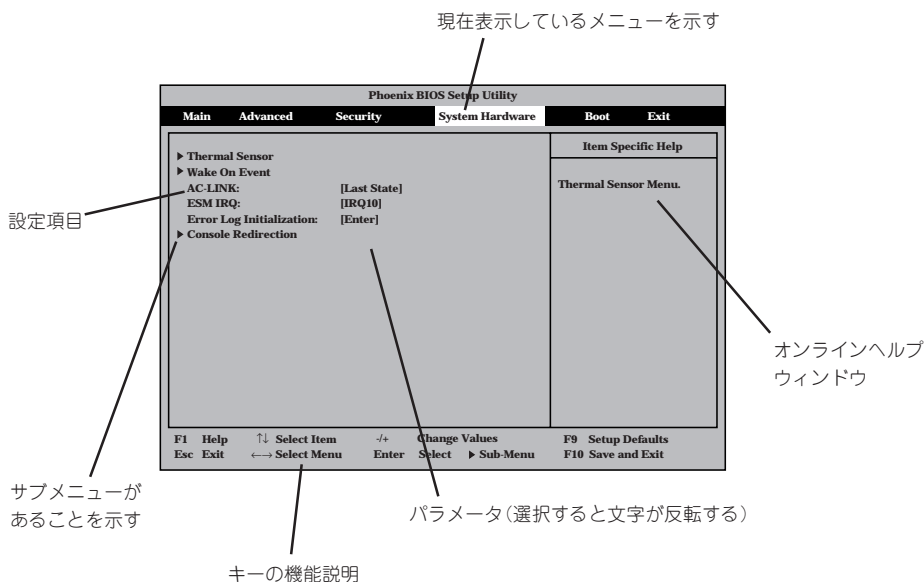 現在表示しているメニューを示す
Phoenix BIOS Setup Utility
Main Advanced Security System Hardware Boot Exit
Item Specific Help
▶ Thermal Sensor
▶ Wake On Event
AC-LINK: [Last State]
ESM IRQ: [IRQ10]
Error Log Initialization: [Enter]
▶ Console Redirection
Thermal Sensor Menu.
設定項目
オンラインヘルプ
ウィンドウ
F1 Help ↑↓ Select Item -/+ Change Values F9 Setup Defaults
Esc Exit ←→ Select Menu Enter Select ▶ Sub-Menu F10 Save and Exit
サブメニューが
あることを示す
パラメータ(選択すると文字が反転する)
キーの機能説明